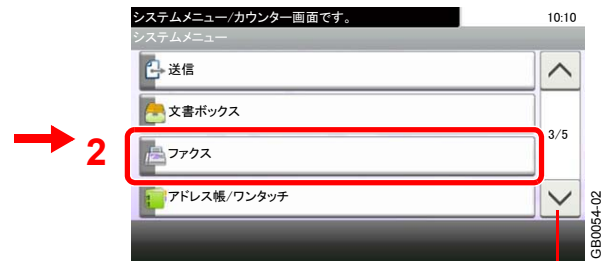 システムメニュー/カウンター画面です。
10:10
システムメニュー
送信
文書ボックス
3/5
2
ファクス
アドレス帳/ワンタッチ
GB0054-02